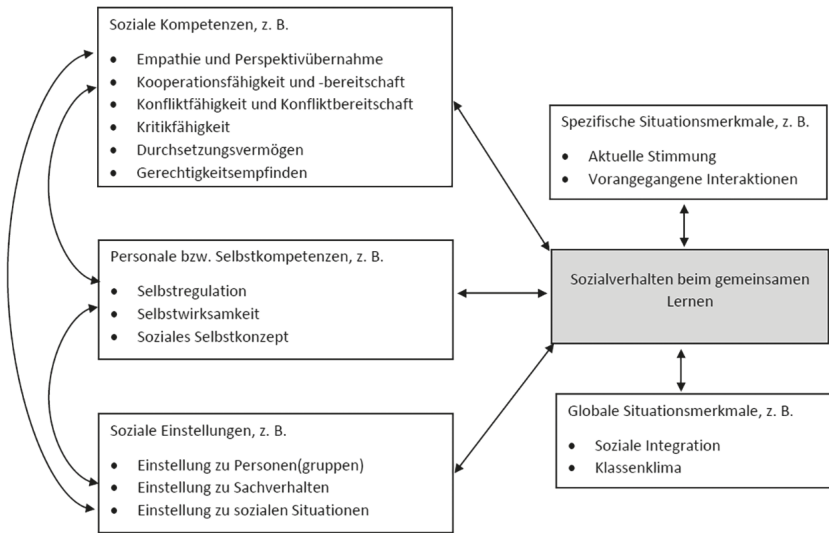 Soziale Kompetenzen, z. B.
• Empathie und Perspektivübernahme
• Kooperationsfähigkeit und -bereitschaft
• Konfliktfähigkeit und Konfliktbereitschaft
• Kritikfähigkeit
• Durchsetzungsvermögen
• Gerechtigkeitsempfinden
Personale bzw. Selbstkompetenzen, z. B.
• Selbstregulation
• Selbstwirksamkeit
• Soziales Selbstkonzept
Soziale Einstellungen, z. B.
• Einstellung zu Personen(gruppen)
• Einstellung zu Sachverhalten
• Einstellung zu sozialen Situationen
Spezifische Situationsmerkmale, z. B.
• Aktuelle Stimmung
• Vorangegangene Interaktionen
Sozialverhalten beim gemeinsamen
Lernen
Globale Situationsmerkmale, z. B.
• Soziale Integration
• Klassenklima